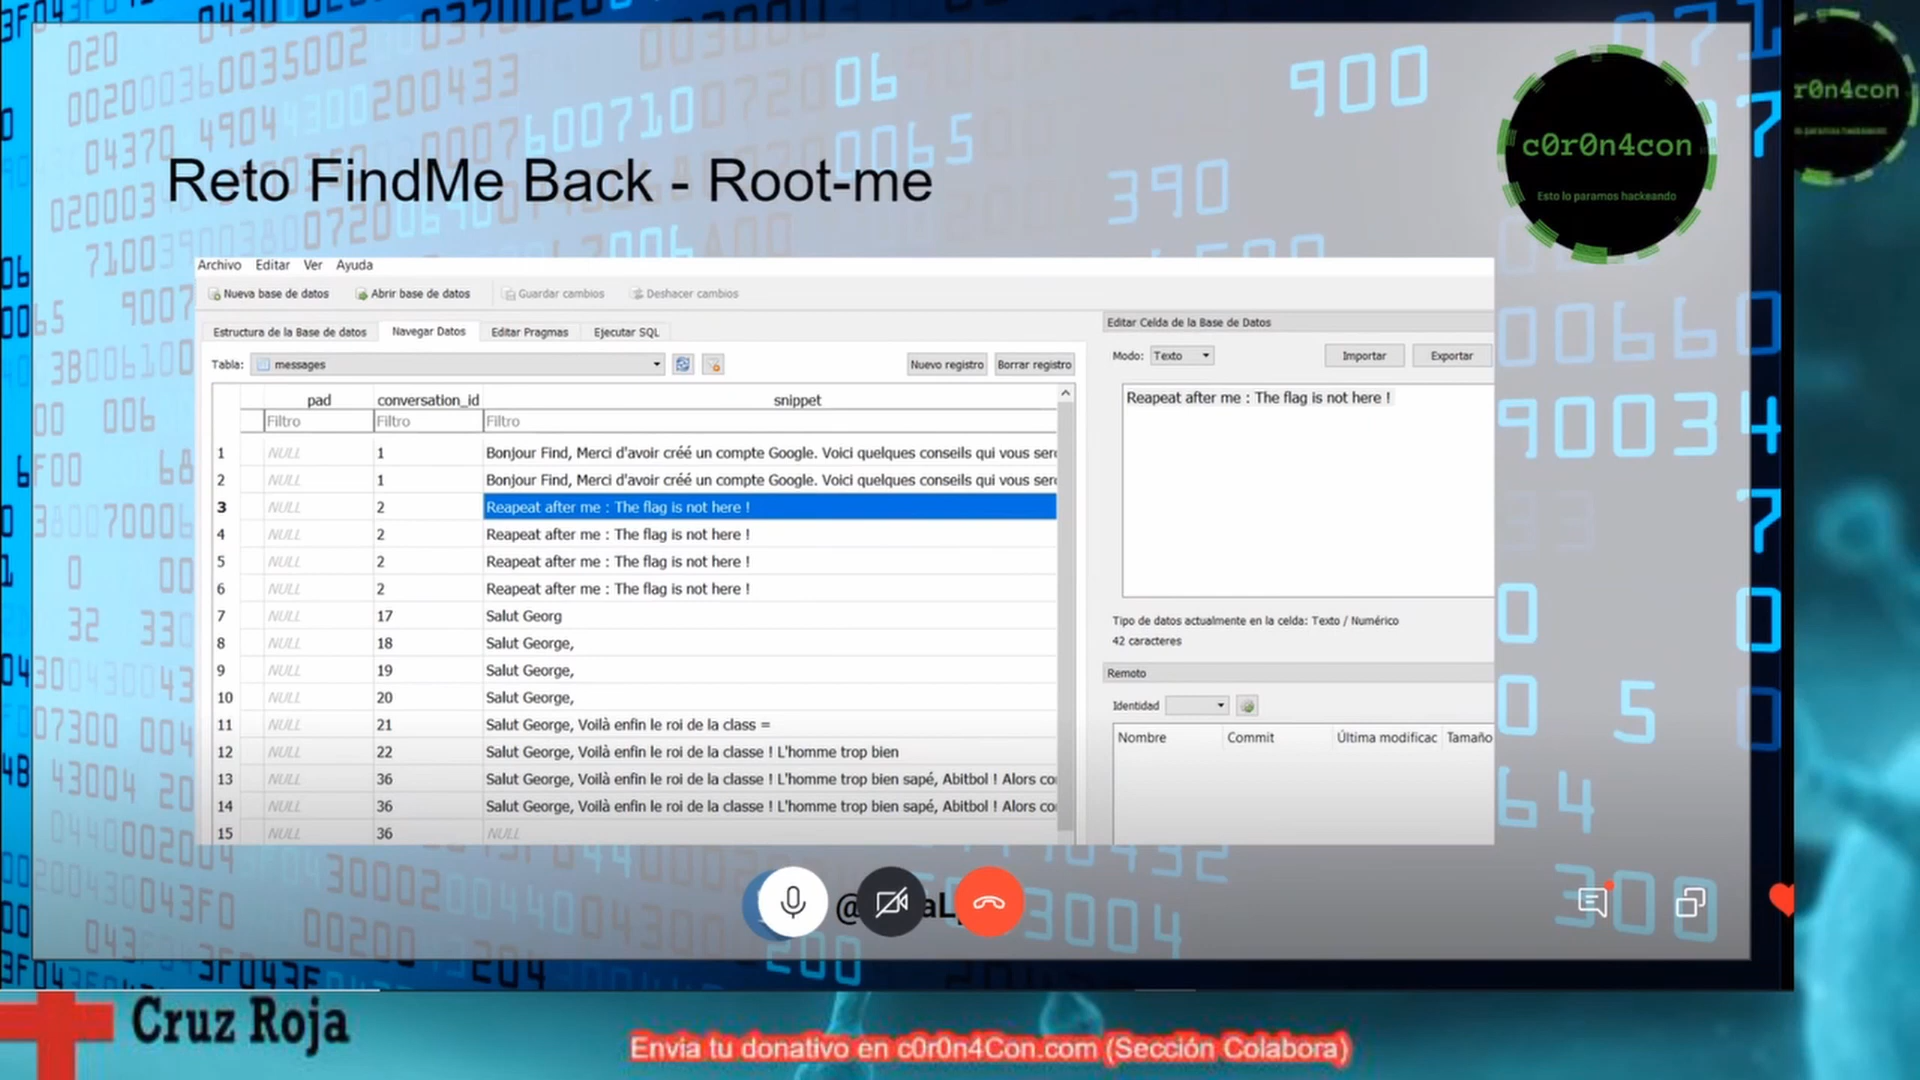 Reto FindMe Back - Root-me
c0r0n4con
Esto lo paramos hackeando
r0n4con
Archivo Editar Ver Ayuda
Nueva base de datos Abrir base de datos Guardar cambios Deshacer cambios
Estructura de la Base de datos Navegar Datos Editar Pragmas Ejecutar SQL
Tabla: messages Nuevo registro Borrar registro
pad conversation_id snippet
Filtro Filtro Filtro
1 NULL 1 Bonjour Find, Merci d'avoir créé un compte Google. Voici quelques conseils qui vous sero
2 NULL 1 Bonjour Find, Merci d'avoir créé un compte Google. Voici quelques conseils qui vous sero
3 NULL 2 Reapeat after me : The flag is not here !
4 NULL 2 Reapeat after me : The flag is not here !
5 NULL 2 Reapeat after me : The flag is not here !
6 NULL 2 Reapeat after me : The flag is not here !
7 NULL 17 Salut Georg
8 NULL 18 Salut George,
9 NULL 19 Salut George,
10 NULL 20 Salut George,
11 NULL 21 Salut George, Voilà enfin le roi de la class =
12 NULL 22 Salut George, Voilà enfin le roi de la classe ! L'homme trop bien
13 NULL 36 Salut George, Voilà enfin le roi de la classe ! L'homme trop bien sapé, Abitbol ! Alors co
14 NULL 36 Salut George, Voilà enfin le roi de la classe ! L'homme trop bien sapé, Abitbol ! Alors co
15 NULL 36 NULL
Editar Celda de la Base de Datos
Modo: Texto Importar Exportar
Reapeat after me : The flag is not here !
Tipo de datos actualmente en la celda: Texto / Numérico
42 caracteres
Remoto
Identidad
Nombre Commit Última modificac Tamaño
Cruz Roja
Envia tu donativo en c0r0n4Con.com (Sección Colabora)